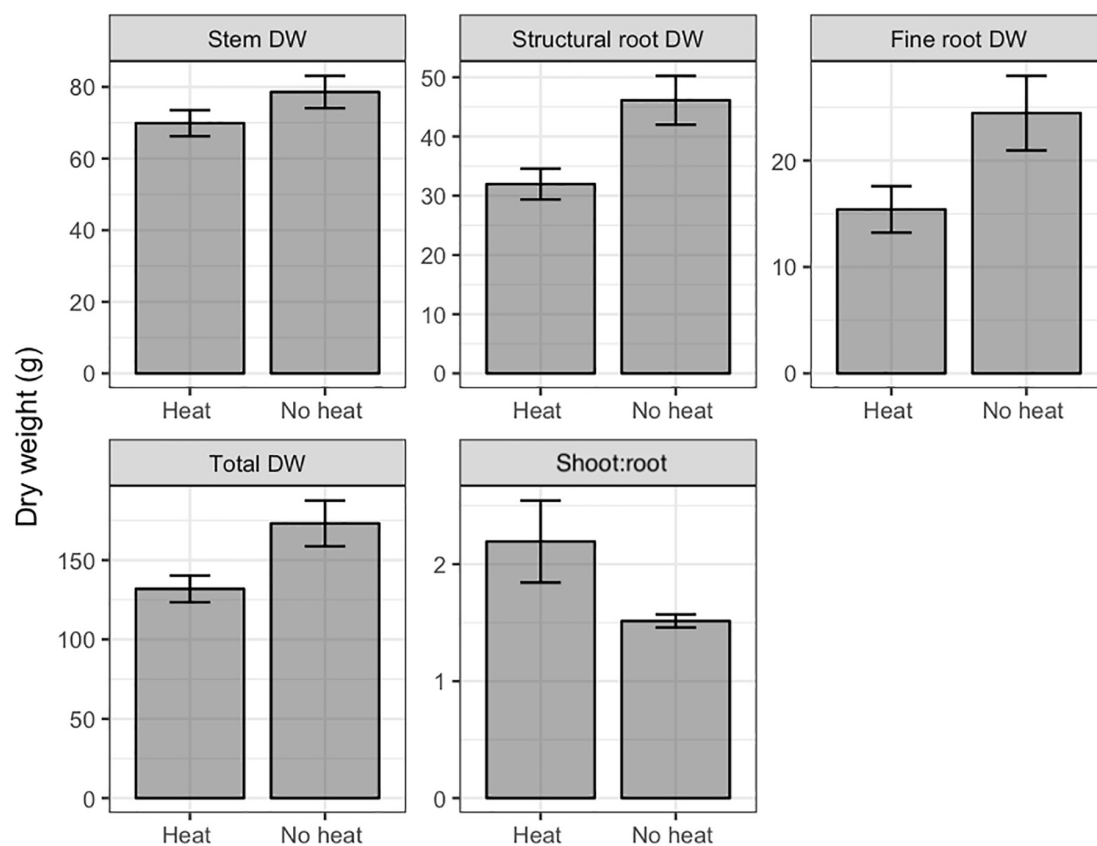 Stem DW
Structural root DW
Fine root DW
80
60
40
20
0
50
40
30
20
10
0
20
10
0
Heat
No heat
Heat
No heat
Heat
No heat
Dry weight (g)
Total DW
Shoot:root
150
100
50
0
2
1
0
Heat
No heat
Heat
No heat